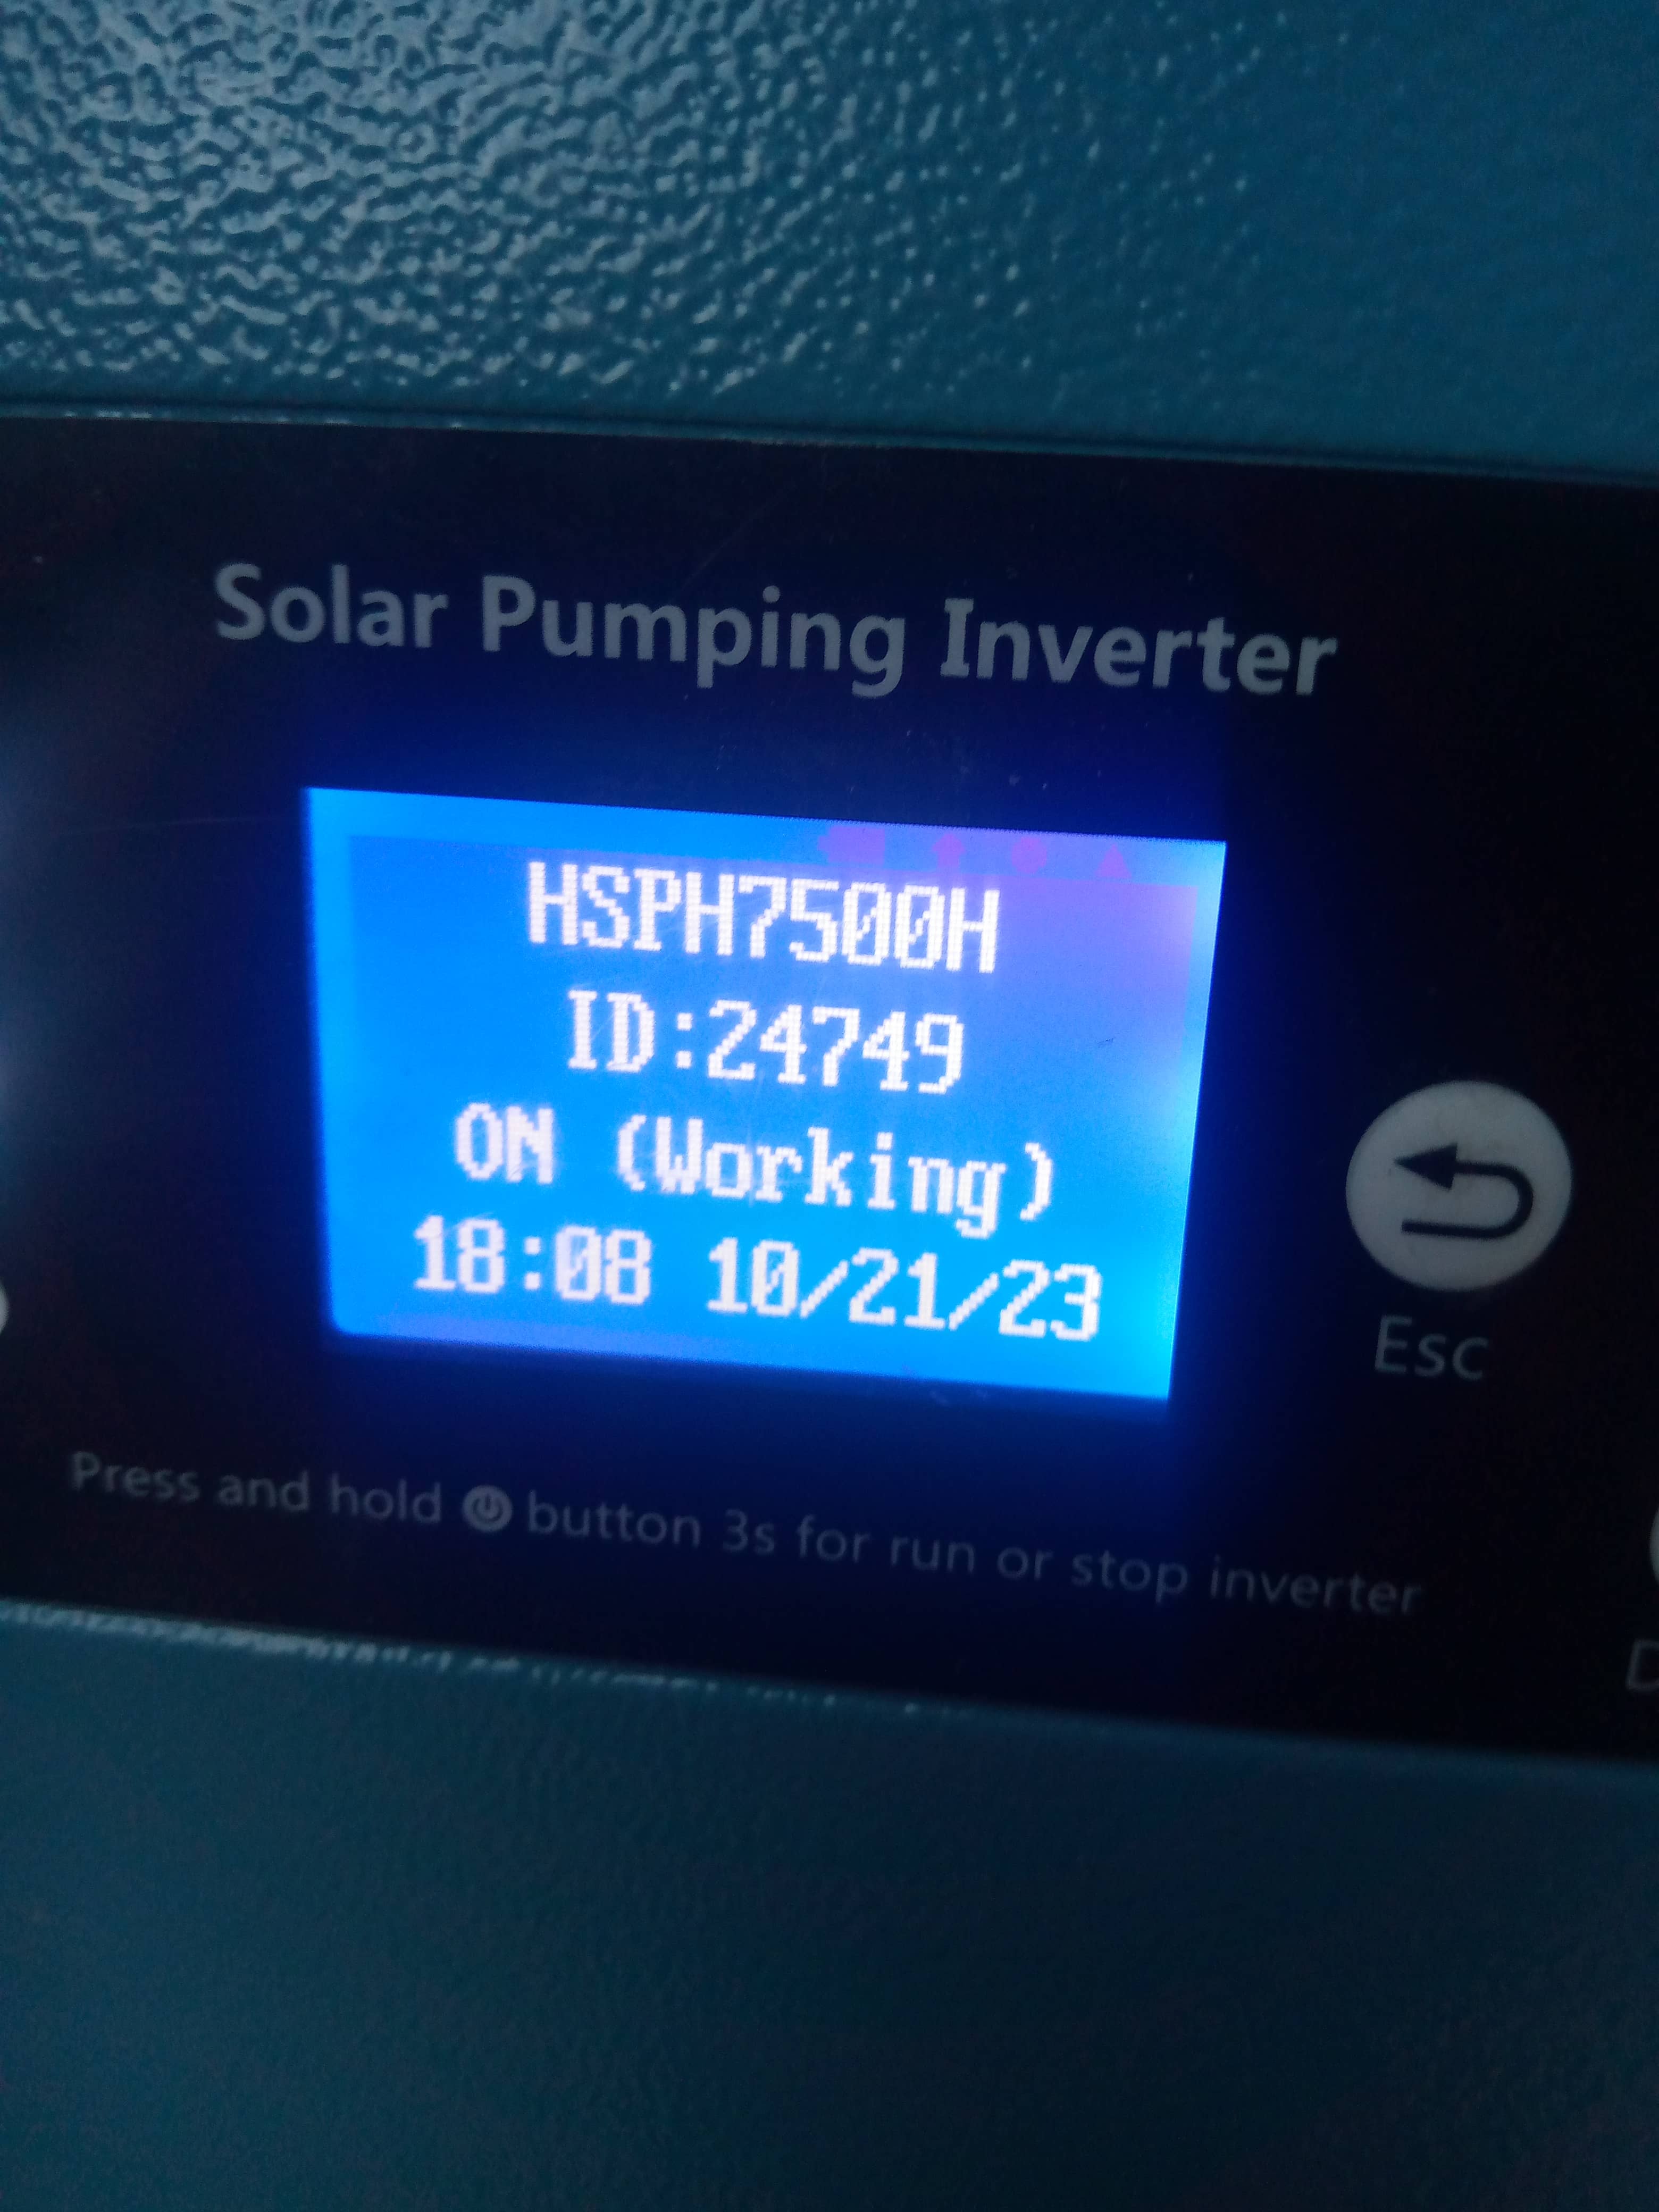 Solar Pumping Inverter
HSPH7500H
ID:24749
ON (Working)
18:08 10/21/23
Esc
Press and hold button 3s for run or stop inverter